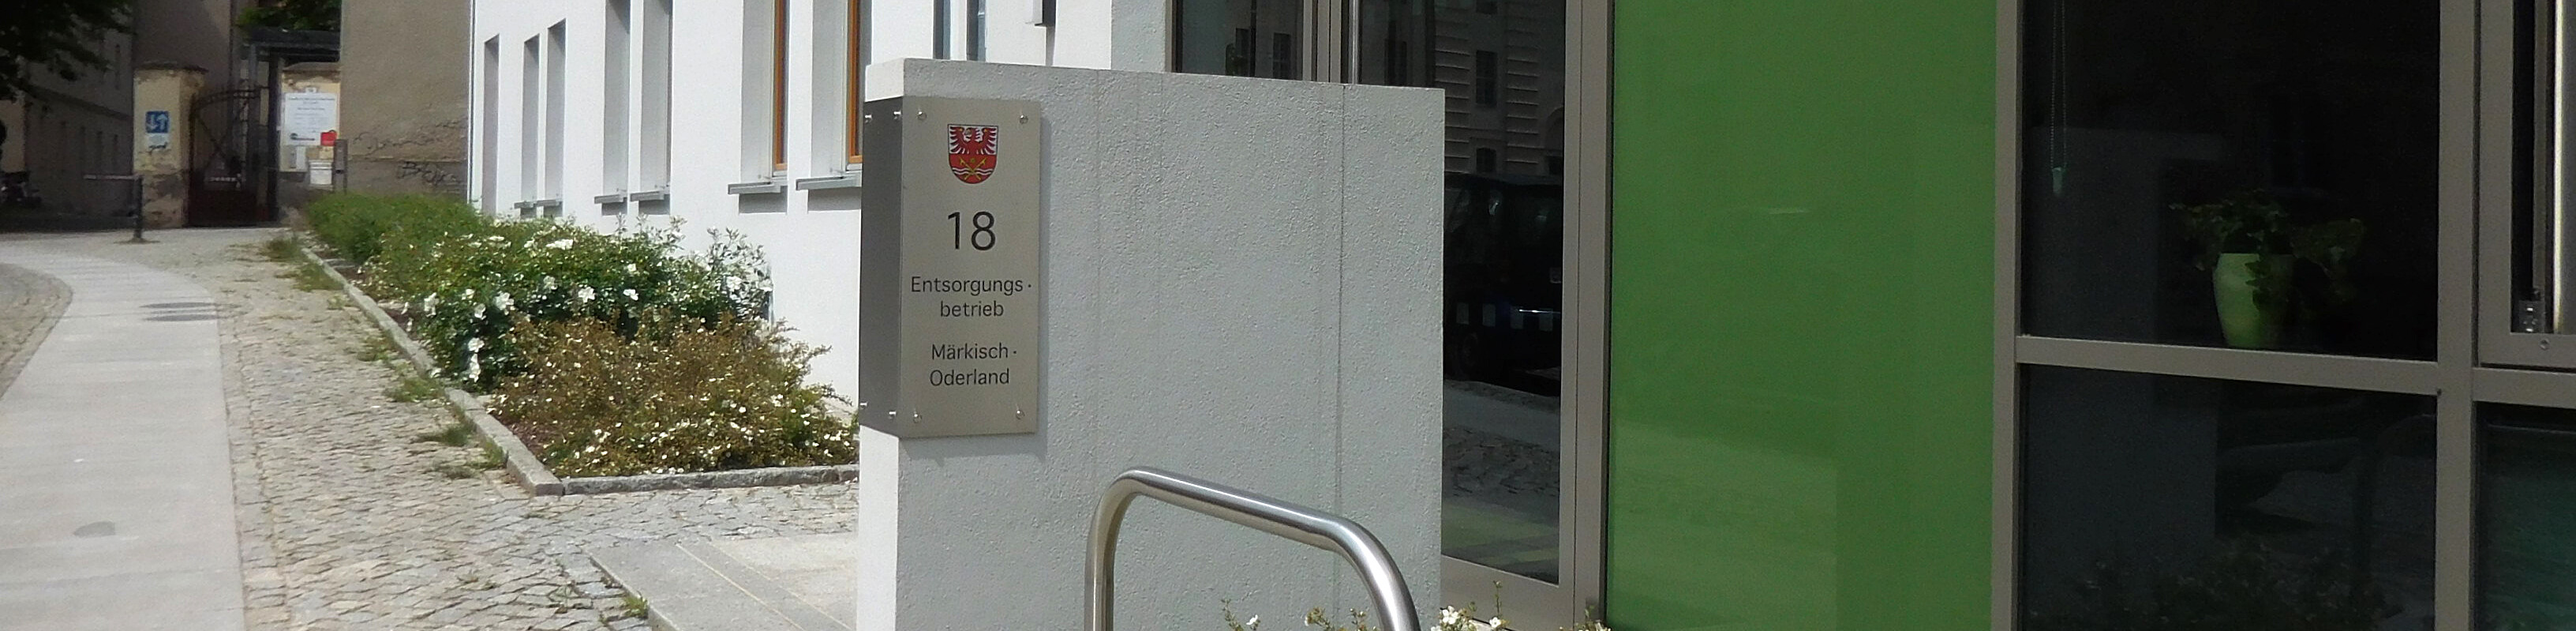 18
Entsorgungs-
betrieb
Märkisch-
Oderland